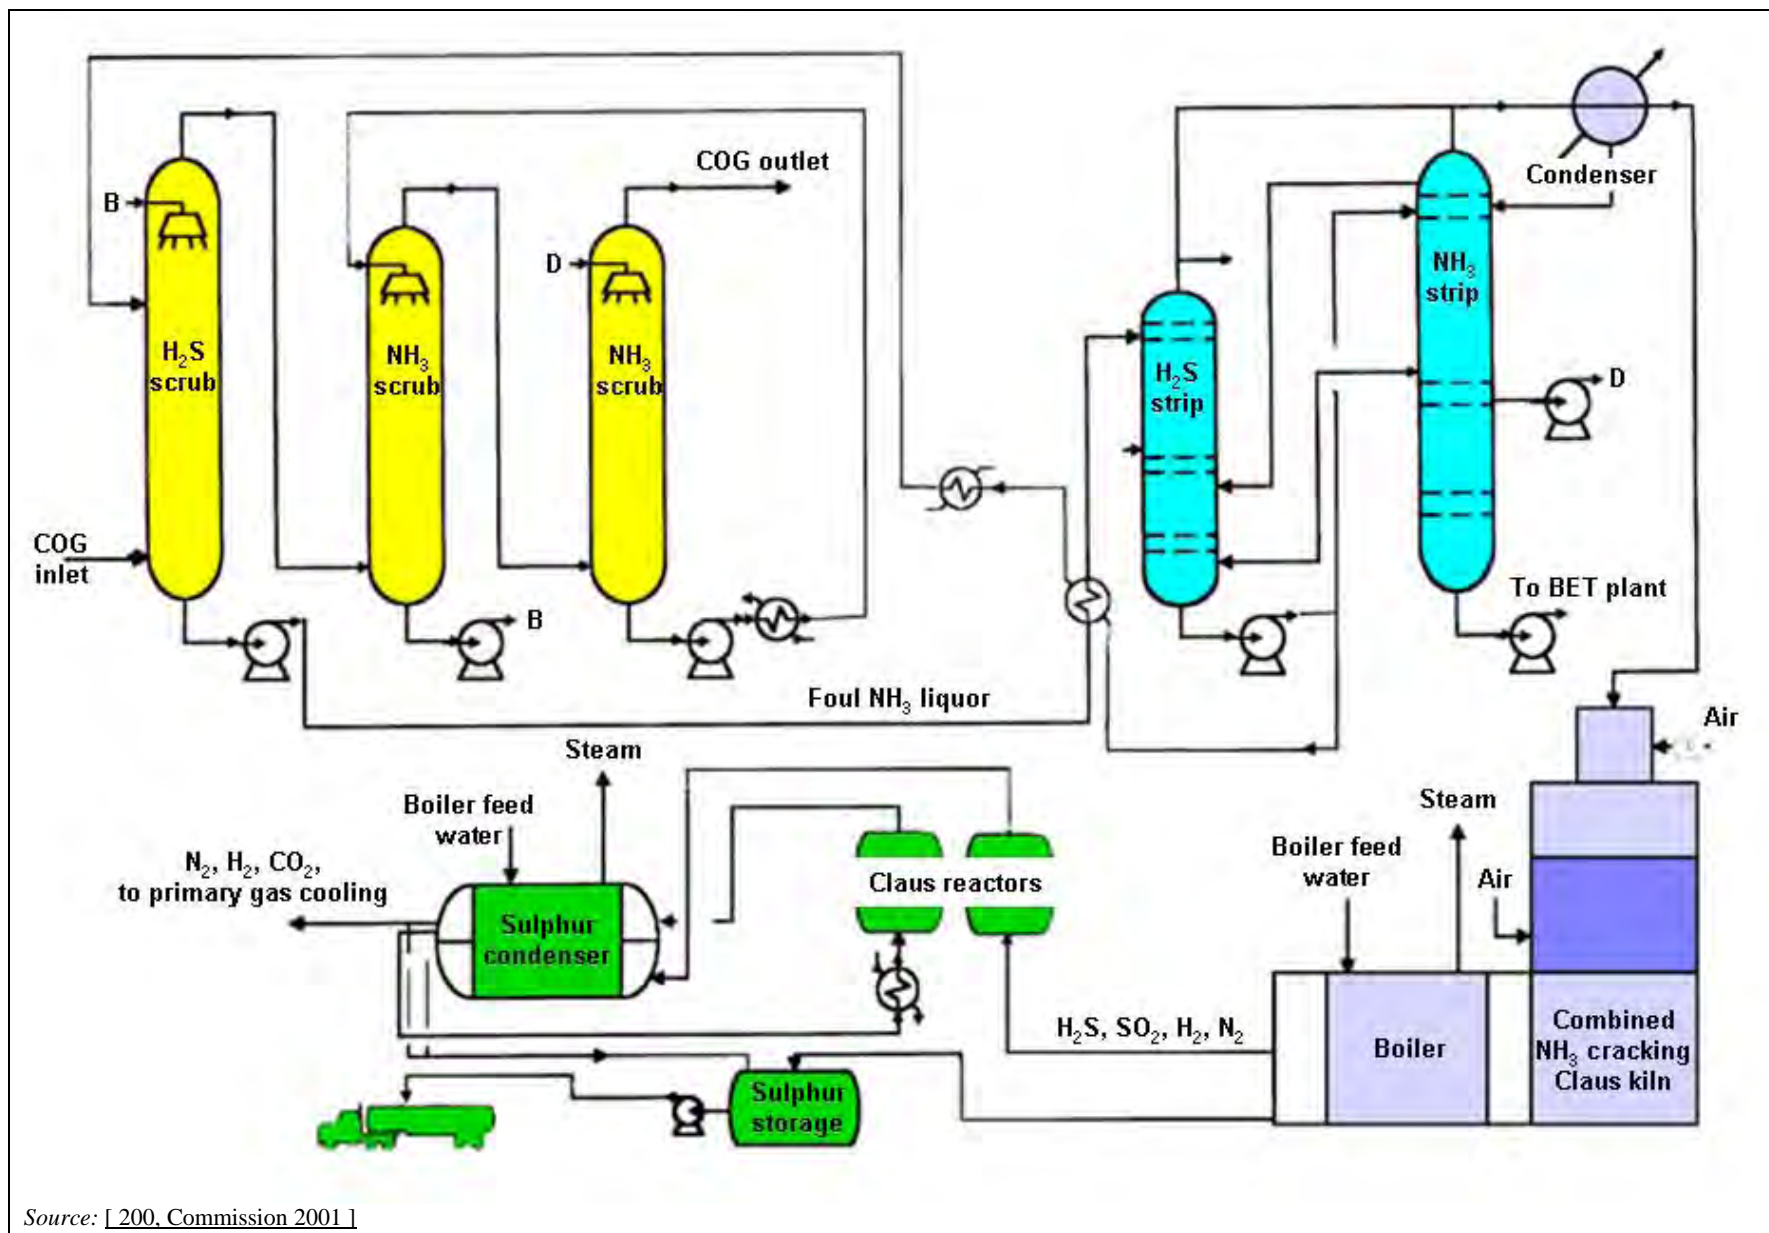 COG outlet
Condenser
B
D
NH₃
strip
H₂S
scrub
NH₃
scrub
NH₃
scrub
H₂S
strip
D
COG
inlet
To BET plant
B
Foul NH₃ liquor
Air
Steam
Steam
Boiler feed
water
Boiler feed
water
N₂, H₂, CO₂,
to primary gas cooling
Claus reactors
Air
Sulphur
condenser
H₂S, SO₂, H₂, N₂
Boiler
Combined
NH₃ cracking
Claus kiln
Sulphur
storage
Source: [ 200, Commission 2001 ]